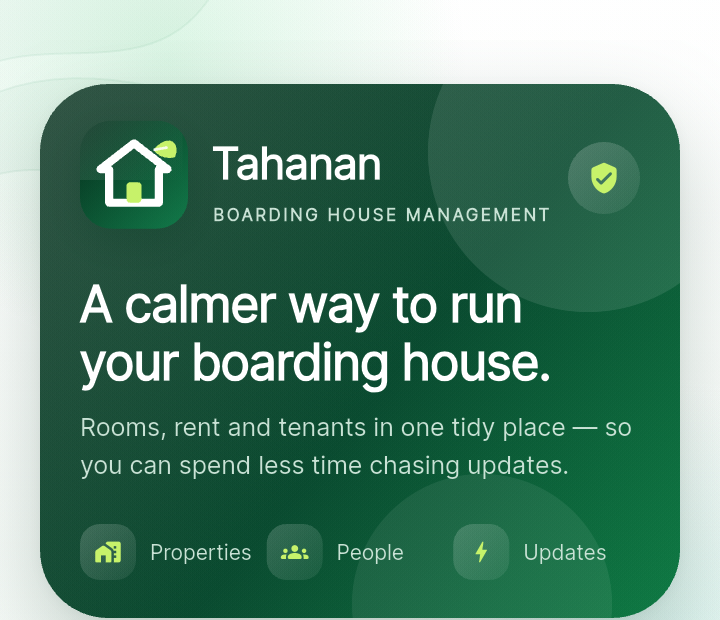 Tahanan
BOARDING HOUSE MANAGEMENT
A calmer way to run
your boarding house.
Rooms, rent and tenants in one tidy place — so
you can spend less time chasing updates.
Properties
People
Updates